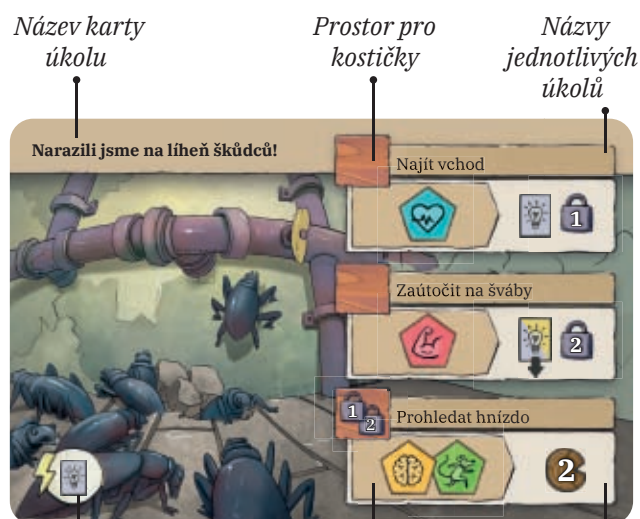 Název karty
úkolu
Prostor pro
kostičky
Názvy
jednotlivých
úkolů
Narazili jsme na líheň škůdců!
Najít vchod
1
Zaútočit na šváby
2
1
2
Prohledat hnízdo
2